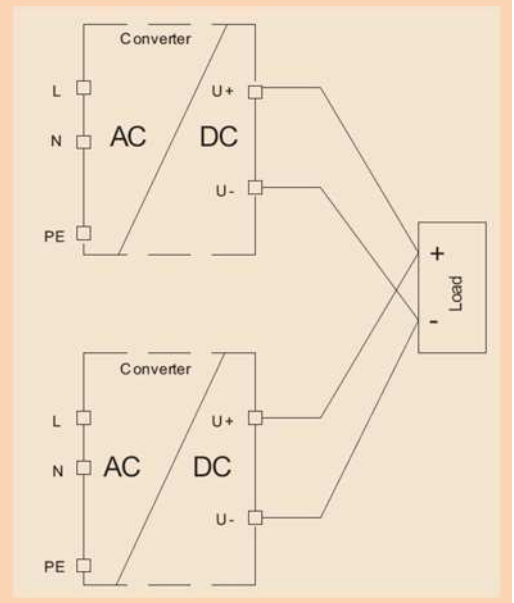 Converter
L
U+
N
AC
DC
U-
PE
+
Load
-
Converter
L
U+
N
AC
DC
U-
PE